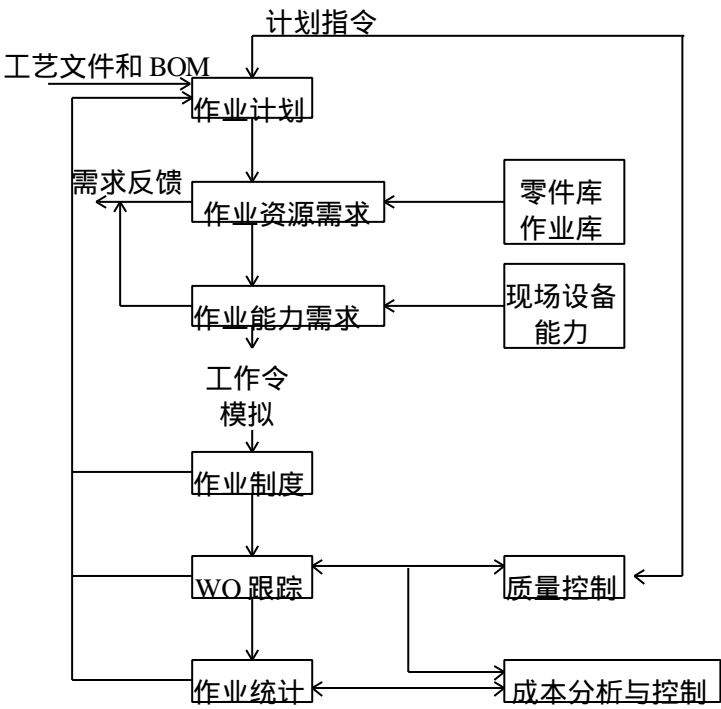 计划指令
工艺文件和 BOM
作业计划
需求反馈
作业资源需求
零件库
作业库
作业能力需求
现场设备
能力
工作令
模拟
作业制度
WO 跟踪
质量控制
作业统计
成本分析与控制